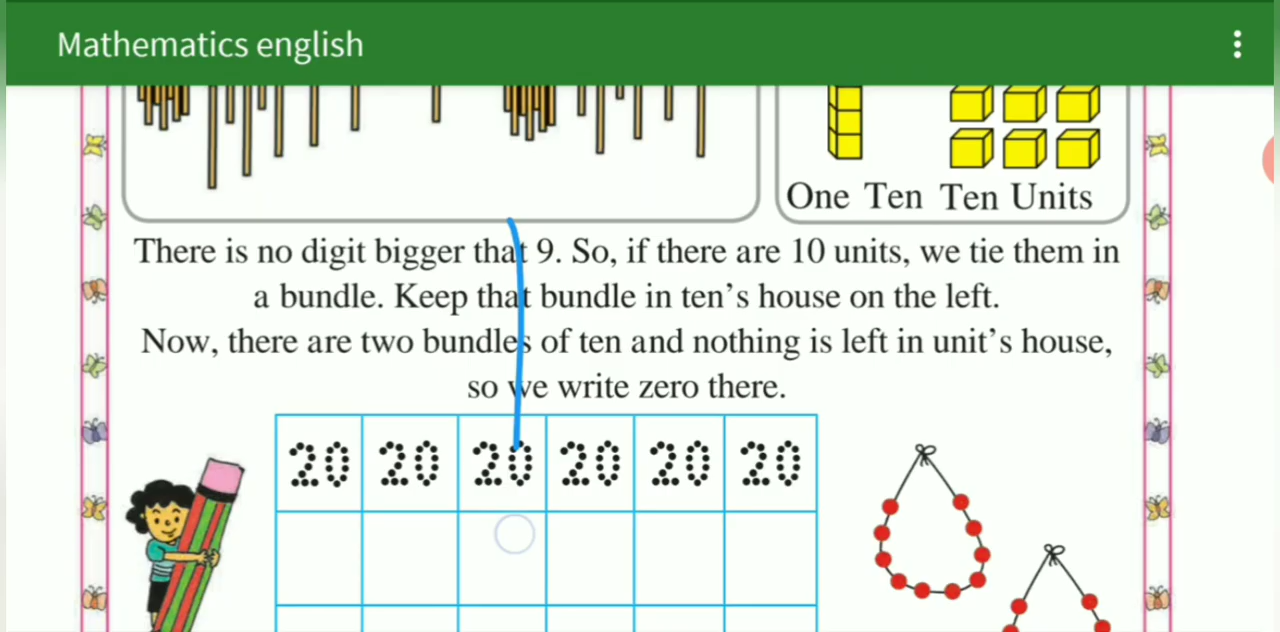 Mathematics english
One Ten Ten Units
There is no digit bigger that 9. So, if there are 10 units, we tie them in
a bundle. Keep that bundle in ten’s house on the left.
Now, there are two bundles of ten and nothing is left in unit’s house,
so we write zero there.
20 20 20 20 20 20